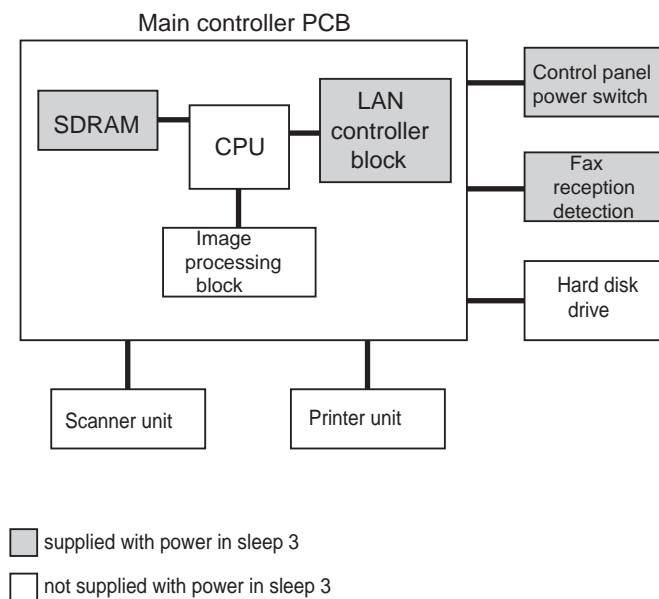 Main controller PCB
SDRAM
CPU
LAN
controller
block
Image
processing
block
Control panel
power switch
Fax
reception
detection
Hard disk
drive
Scanner unit
Printer unit
supplied with power in sleep 3
not supplied with power in sleep 3